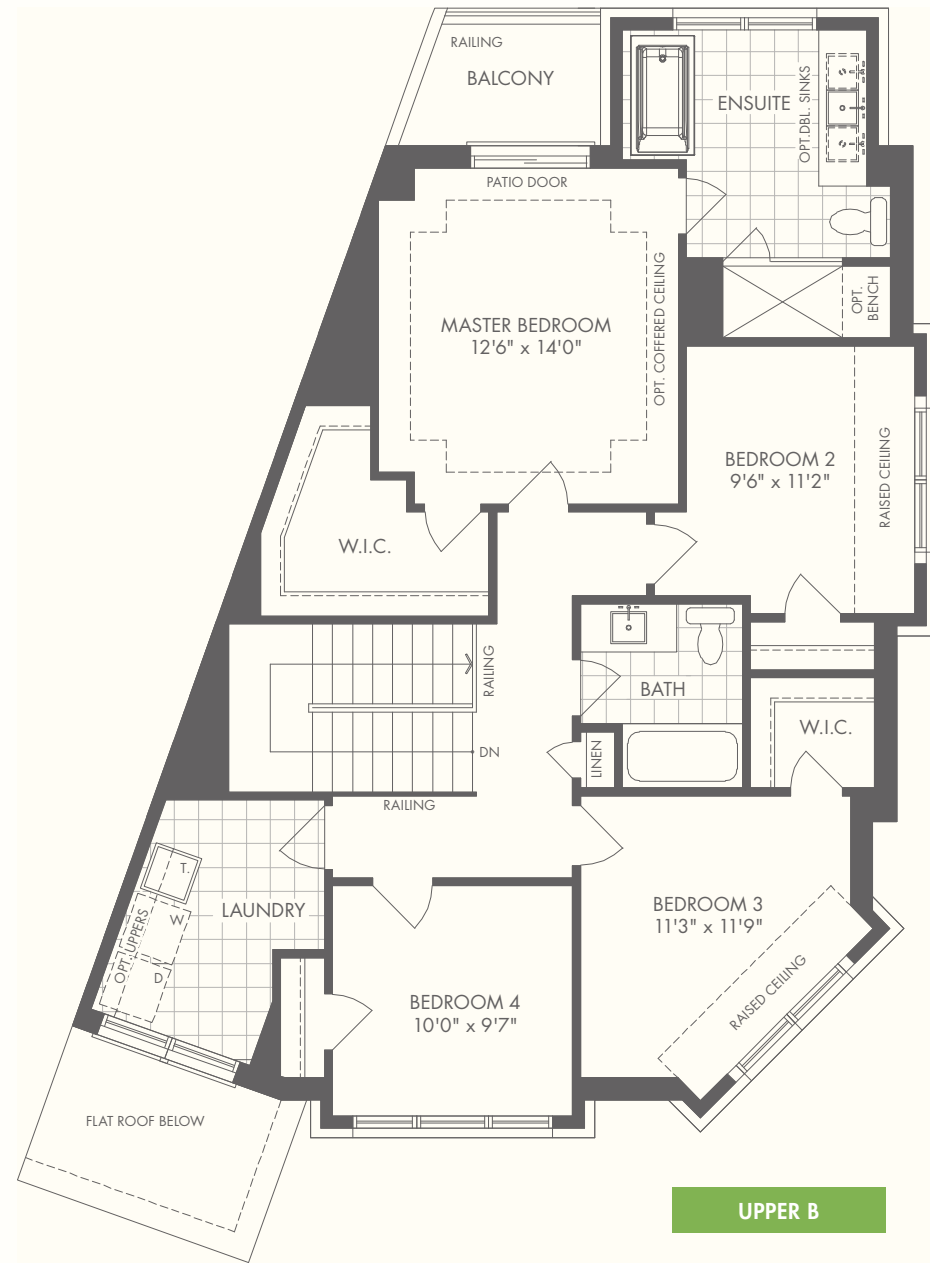 RAILING
BALCONY
ENSUITE
OPT.DBL. SINKS
PATIO DOOR
OPT. COFFERED CEILING
OPT.
BENCH
MASTER BEDROOM
12'6" x 14'0"
BEDROOM 2
9'6" x 11'2"
RAISED CEILING
W.I.C.
RAILING
BATH
W.I.C.
DN
LINEN
RAILING
T.
W
D
OPT. UPPERS
LAUNDRY
BEDROOM 3
11'3" x 11'9"
RAISED CEILING
BEDROOM 4
10'0" x 9'7"
FLAT ROOF BELOW
UPPER B